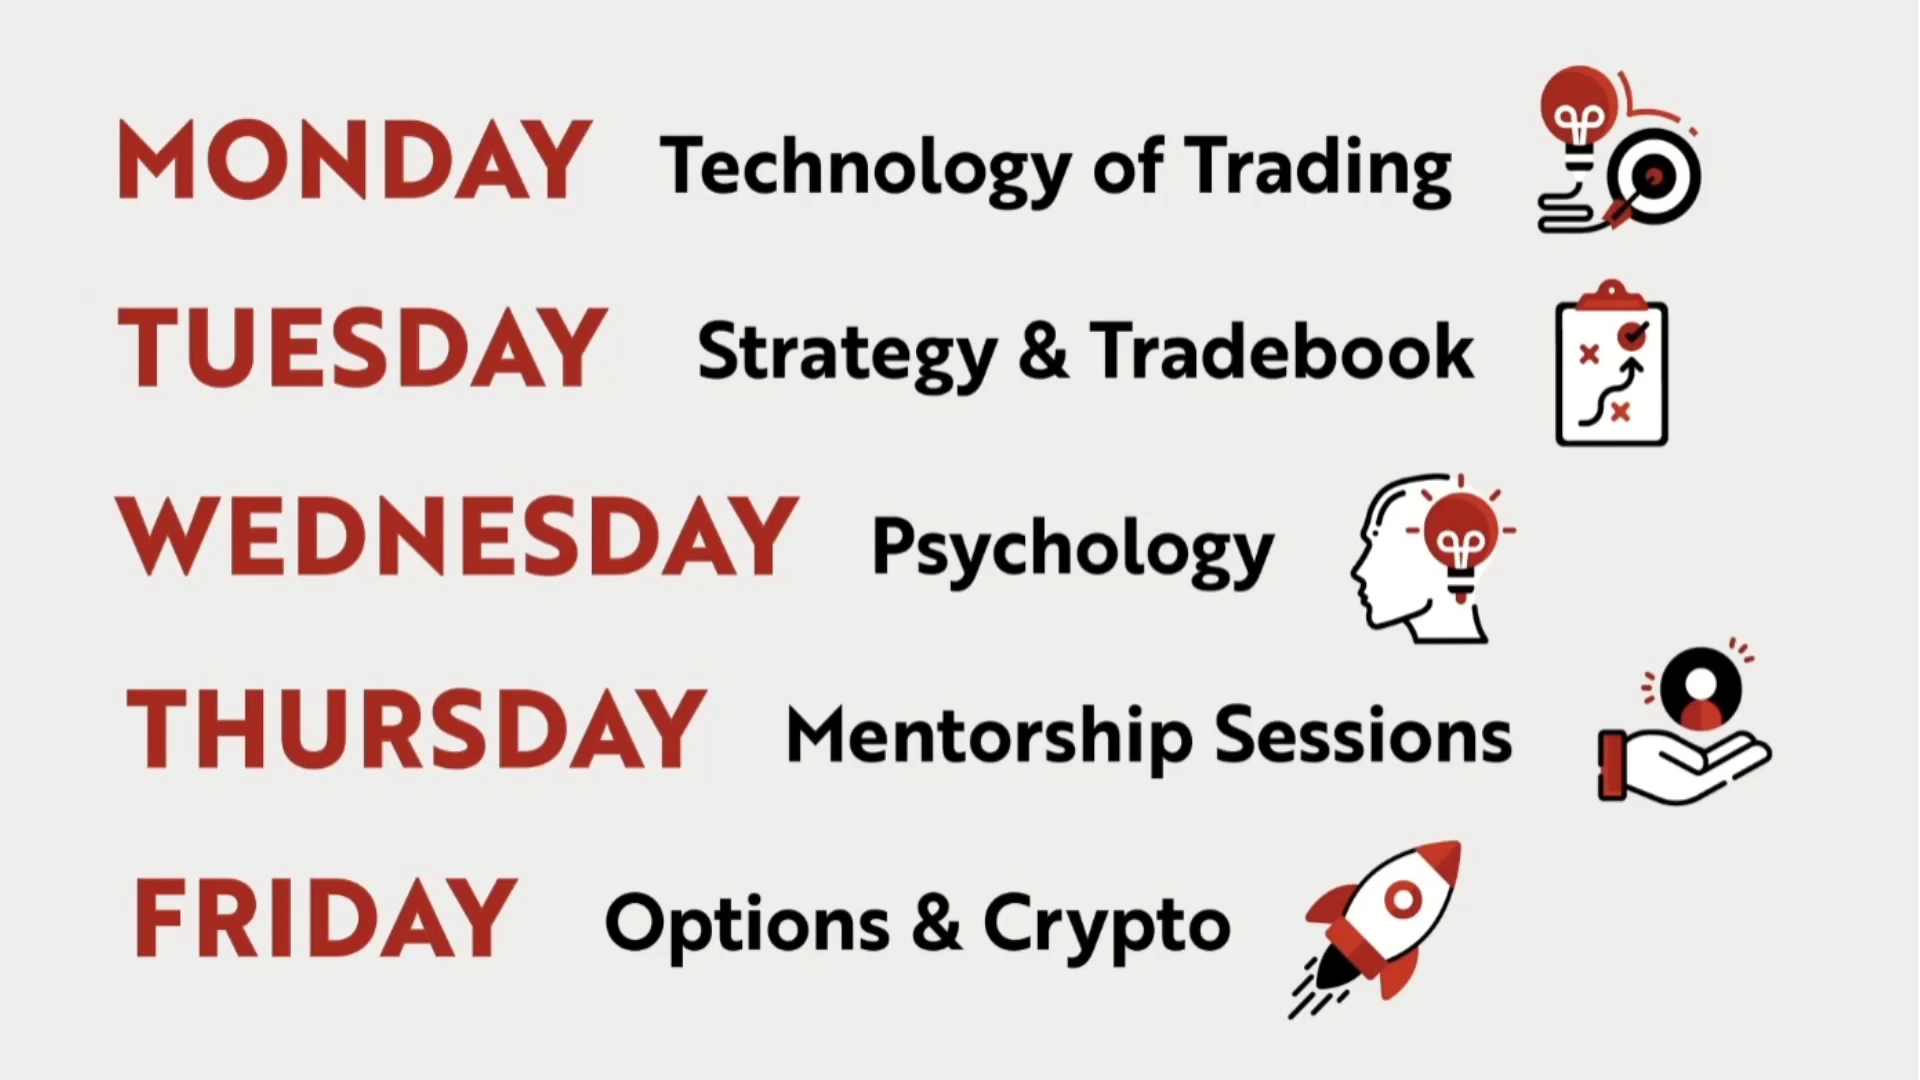 MONDAY Technology of Trading
TUESDAY Strategy & Tradebook
WEDNESDAY Psychology
THURSDAY Mentorship Sessions
FRIDAY Options & Crypto